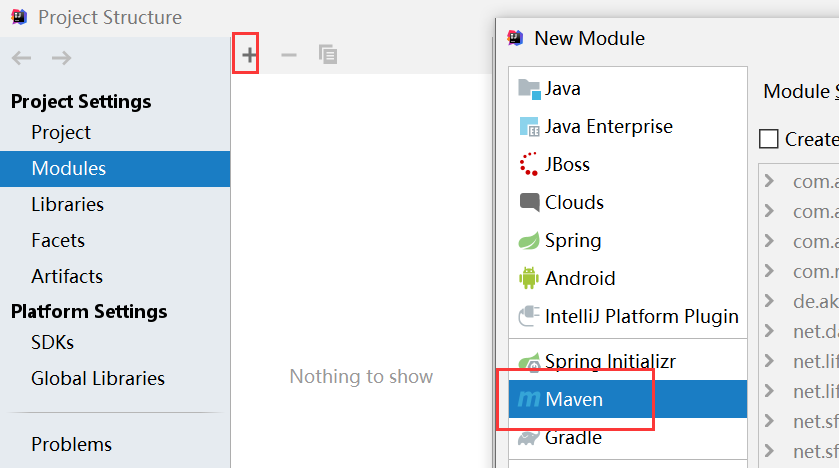 Project Structure
Project Settings
Project
Modules
Libraries
Facets
Artifacts
Platform Settings
SDKs
Global Libraries
Problems
Nothing to show
New Module
Java
Java Enterprise
JBoss
Clouds
Spring
Android
IntelliJ Platform Plugin
Spring Initializr
Maven
Gradle
Module
Create
com.a
com.a
com.a
com.r
de.ak
net.da
net.lif
net.lif
net.sf
net.sf